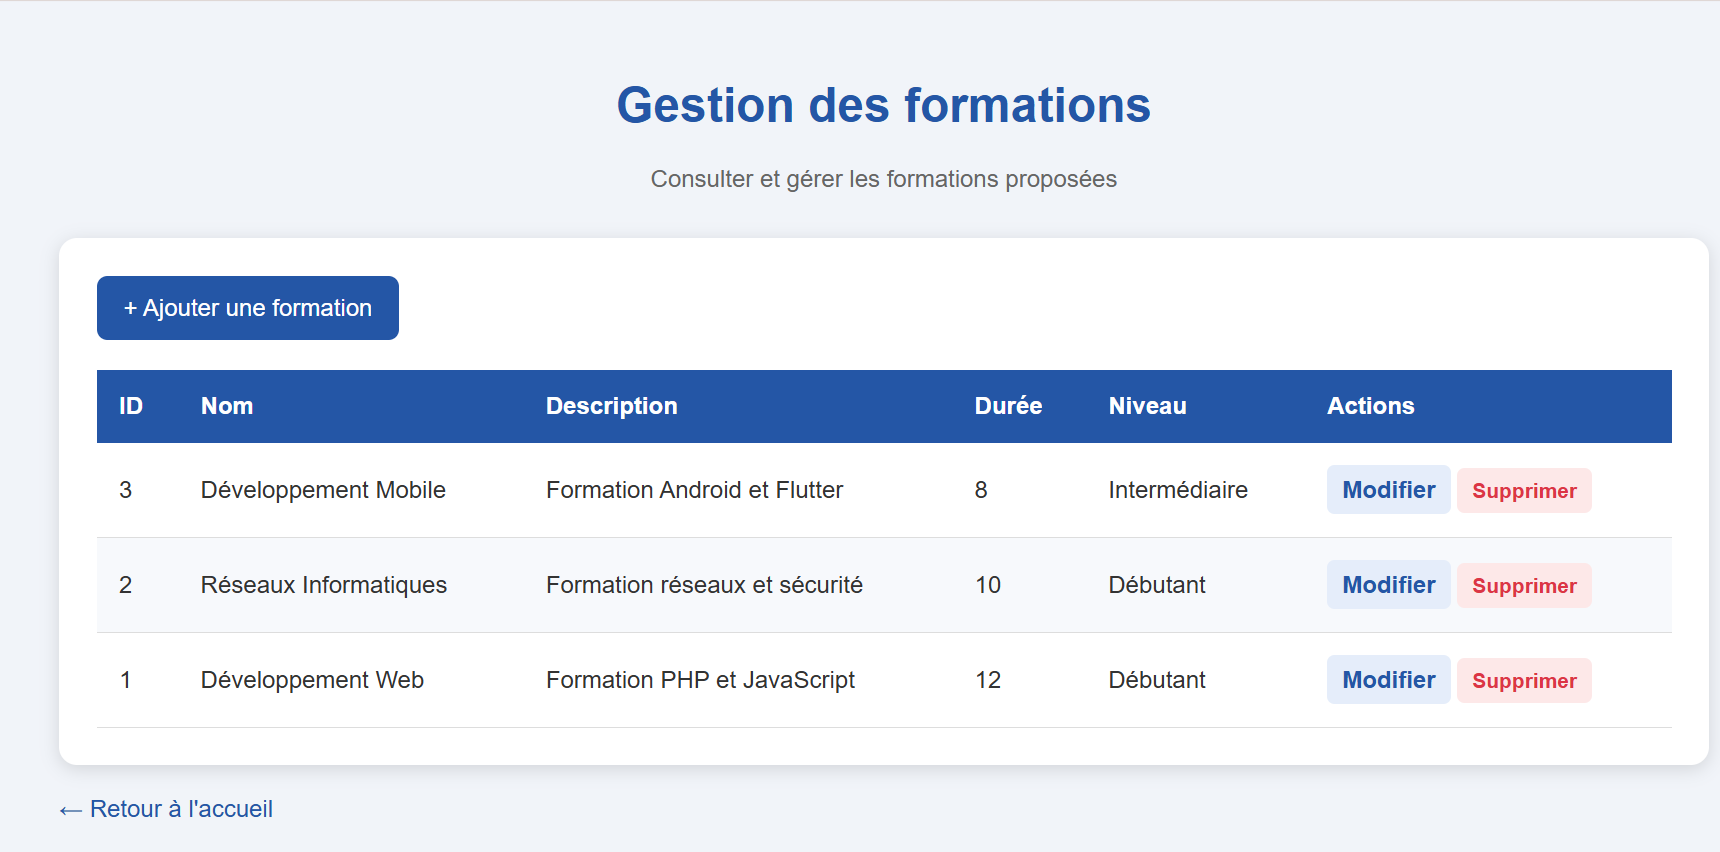 Gestion des formations
Consulter et gérer les formations proposées
+ Ajouter une formation
ID Nom Description Durée Niveau Actions
3 Développement Mobile Formation Android et Flutter 8 Intermédiaire Modifier Supprimer
2 Réseaux Informatiques Formation réseaux et sécurité 10 Débutant Modifier Supprimer
1 Développement Web Formation PHP et JavaScript 12 Débutant Modifier Supprimer
← Retour à l'accueil